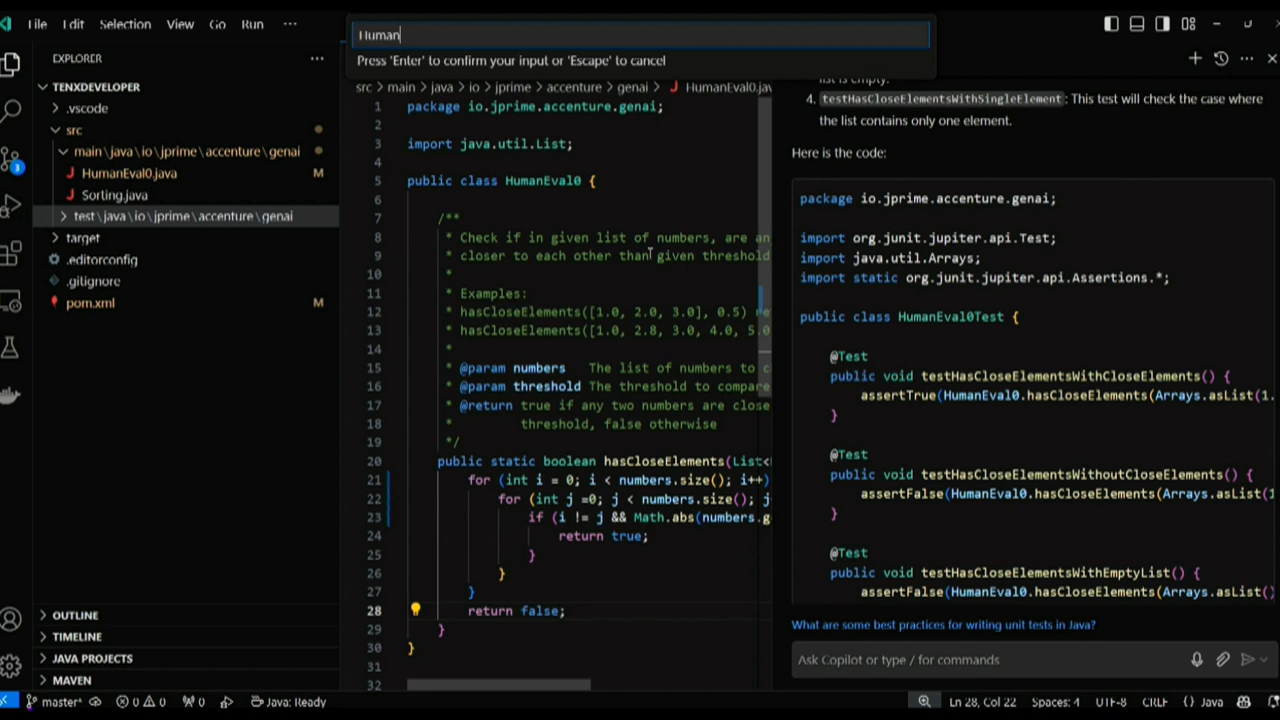 File Edit Selection View Go Run ···
Human
Press 'Enter' to confirm your input or 'Escape' to cancel
EXPLORER ···
TENXDEVELOPER
.vscode
src
main\java\io\jprime\accenture\genai
HumanEval0.java M
Sorting.java
test\java\io\jprime\accenture\genai
target
.editorconfig
.gitignore
pom.xml M
OUTLINE
TIMELINE
JAVA PROJECTS
MAVEN
3
src > main > java > io > jprime > accenture > genai > HumanEval0.jav
1 package io.jprime.accenture.genai;
2
3 import java.util.List;
4
5 public class HumanEval0 {
6
7 /**
8 * Check if in given list of numbers, are an
9 * closer to each other than given threshold
10 *
11 * Examples:
12 * hasCloseElements([1.0, 2.0, 3.0], 0.5) re
13 * hasCloseElements([1.0, 2.8, 3.0, 4.0, 5.0
14 *
15 * @param numbers The list of numbers to c
16 * @param threshold The threshold to compare
17 * @return true if any two numbers are close
18 * threshold, false otherwise
19 */
20 public static boolean hasCloseElements(List<
21 for (int i = 0; i < numbers.size(); i++)
22 for (int j =0; j < numbers.size(); j
23 if (i != j && Math.abs(numbers.g
24 return true;
25 }
26 }
27 }
28 return false;
29 }
30 }
31
32
list is empty.
4. testHasCloseElementsWithSingleElement: This test will check the case where
the list contains only one element.
Here is the code:
package io.jprime.accenture.genai;
import org.junit.jupiter.api.Test;
import java.util.Arrays;
import static org.junit.jupiter.api.Assertions.*;
public class HumanEval0Test {
@Test
public void testHasCloseElementsWithCloseElements() {
assertTrue(HumanEval0.hasCloseElements(Arrays.asList(1.
}
@Test
public void testHasCloseElementsWithoutCloseElements() {
assertFalse(HumanEval0.hasCloseElements(Arrays.asList(1
}
@Test
public void testHasCloseElementsWithEmptyList() {
assertFalse(HumanEval0.hasCloseElements(Arrays.asList()
What are some best practices for writing unit tests in Java?
Ask Copilot or type / for commands
master* 0 0 0 Java: Ready Ln 28, Col 22 Spaces: 4 UTF-8 CRLF {} Java